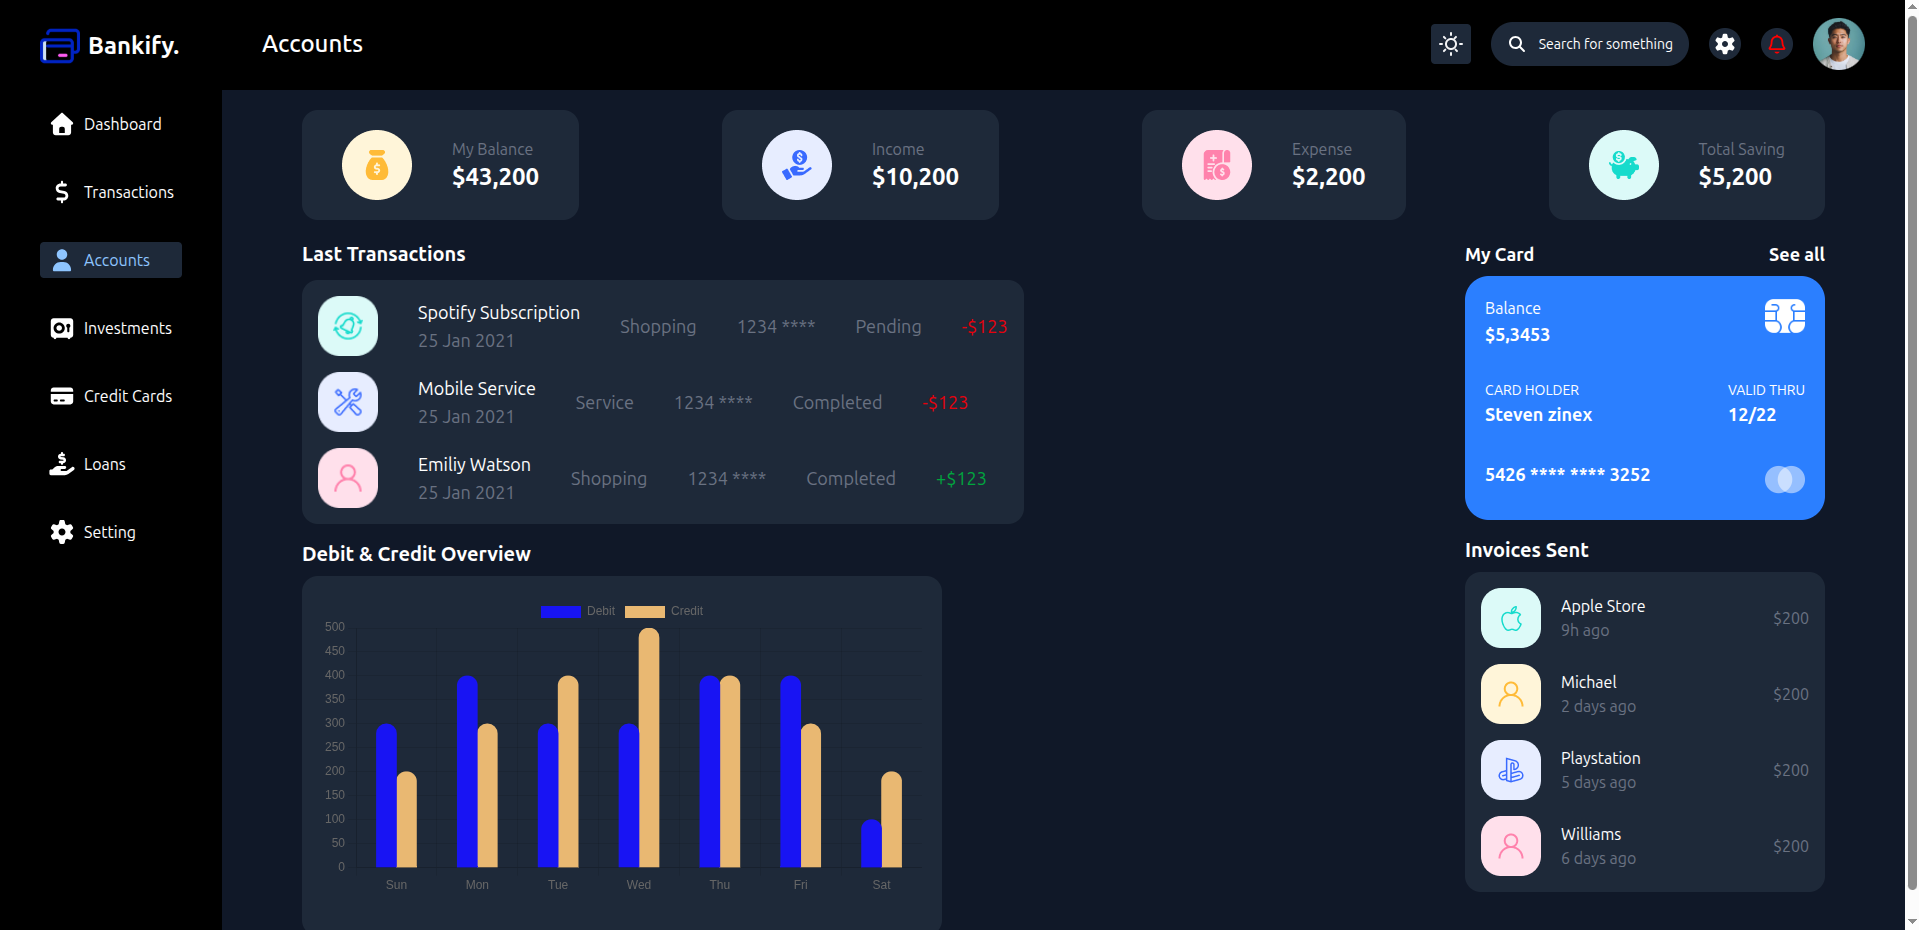 Bankify.
Accounts
Search for something
Dashboard
Transactions
Accounts
Investments
Credit Cards
Loans
Setting
My Balance
$43,200
Income
$10,200
Expense
$2,200
Total Saving
$5,200
Last Transactions
Spotify Subscription
25 Jan 2021
Shopping
1234 ****
Pending
-$123
Mobile Service
25 Jan 2021
Service
1234 ****
Completed
-$123
Emiliy Watson
25 Jan 2021
Shopping
1234 ****
Completed
+$123
My Card
See all
Balance
$5,3453
CARD HOLDER
Steven zinex
VALID THRU
12/22
5426 **** **** 3252
Debit & Credit Overview
Debit
Credit
500
450
400
350
300
250
200
150
100
50
0
Sun
Mon
Tue
Wed
Thu
Fri
Sat
Invoices Sent
Apple Store
9h ago
$200
Michael
2 days ago
$200
Playstation
5 days ago
$200
Williams
6 days ago
$200